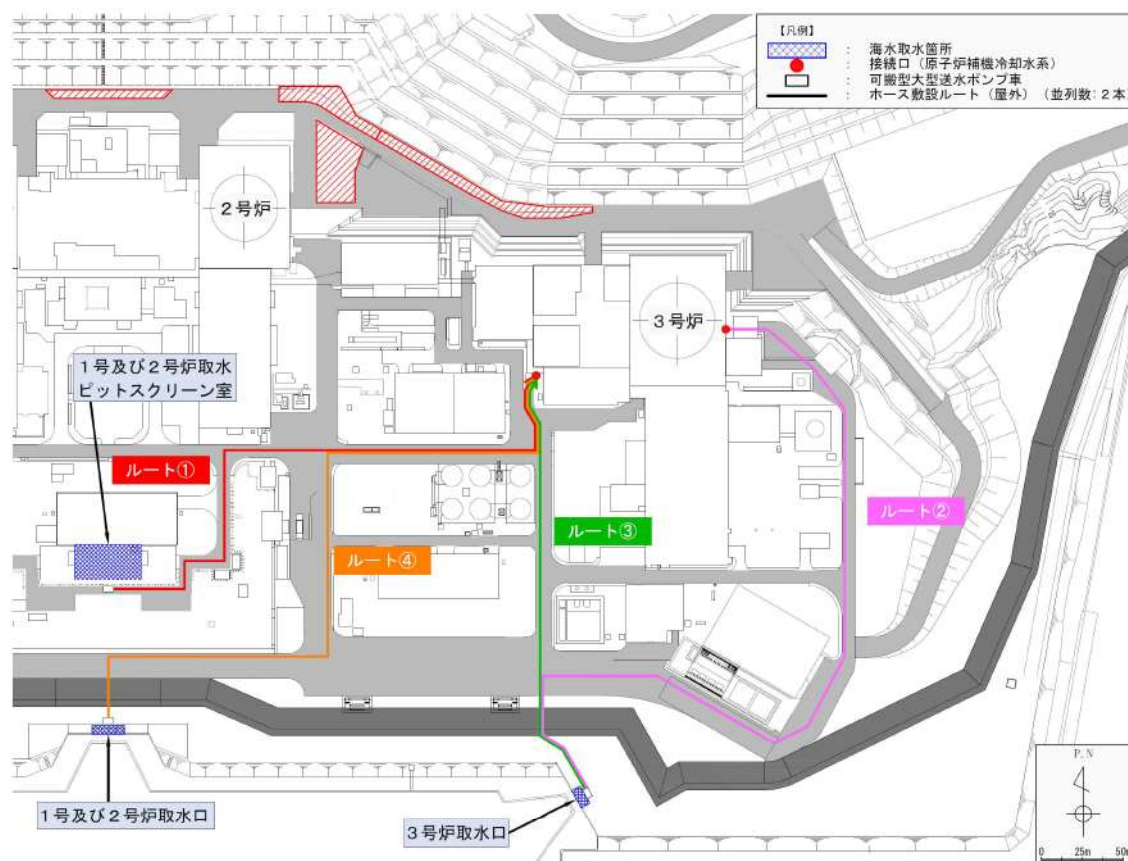 【凡例】
： 海水取水箇所
： 接続口（原子炉補機冷却水系）
： 可搬型大型送水ポンプ車
： ホース敷設ルート（屋外）（並列数：２本）
２号炉
３号炉
１号及び２号炉取水
ピットスクリーン室
ルート①
ルート②
ルート③
ルート④
１号及び２号炉取水口
３号炉取水口
P.N
0 25m 50m